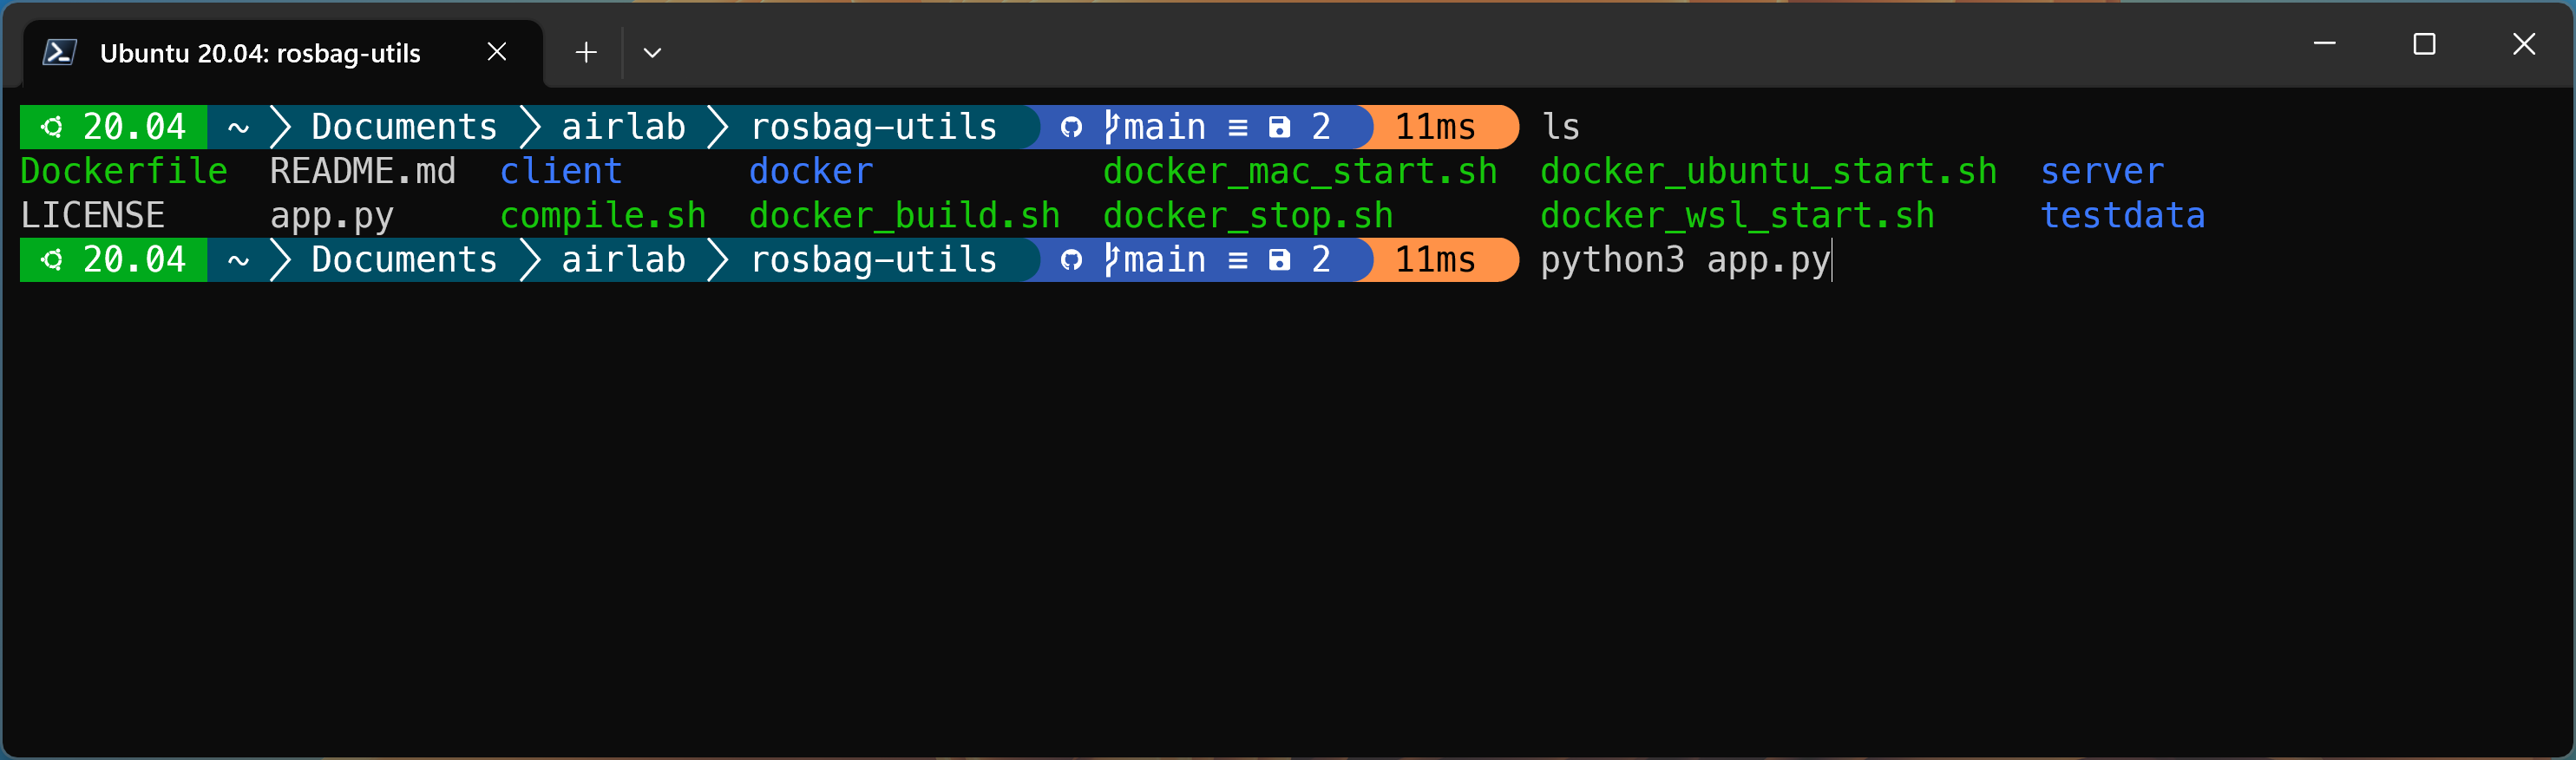 Ubuntu 20.04: rosbag-utils
20.04 ~ Documents airlab rosbag-utils main ≡ 2 11ms ls
Dockerfile README.md client docker docker_mac_start.sh docker_ubuntu_start.sh server
LICENSE app.py compile.sh docker_build.sh docker_stop.sh docker_wsl_start.sh testdata
20.04 ~ Documents airlab rosbag-utils main ≡ 2 11ms python3 app.py